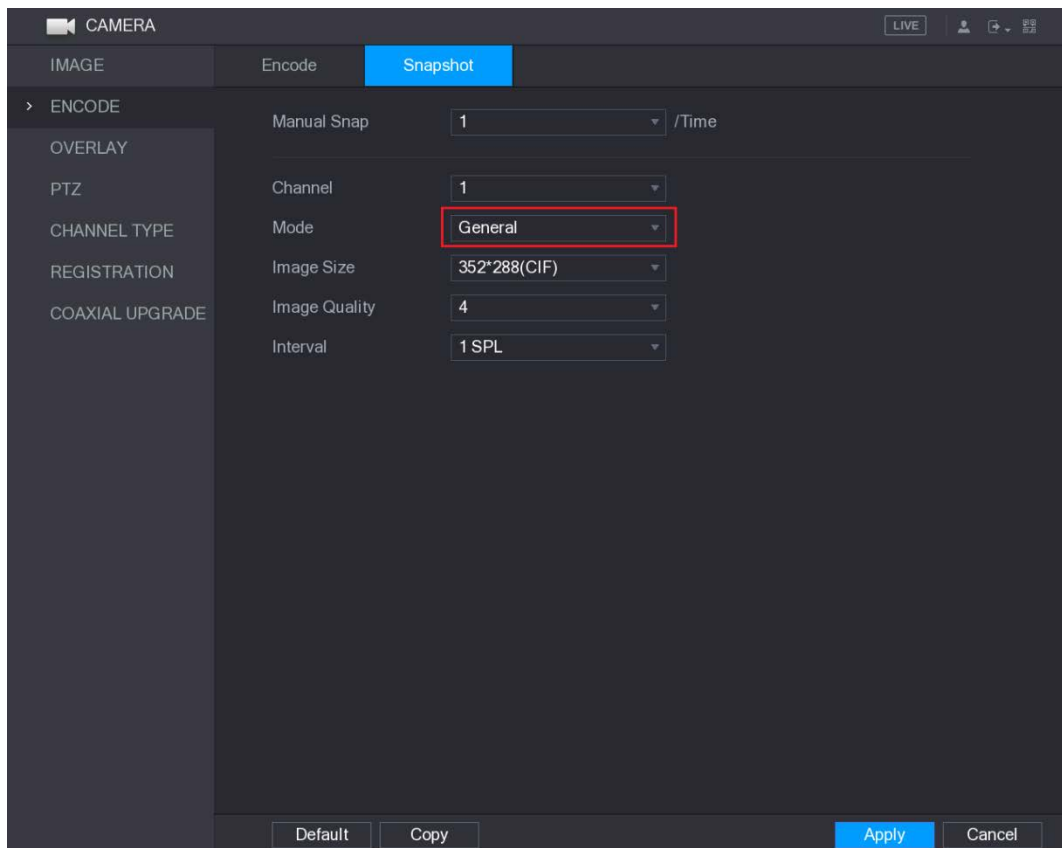 CAMERA
LIVE
IMAGE
ENCODE
OVERLAY
PTZ
CHANNEL TYPE
REGISTRATION
COAXIAL UPGRADE
Encode Snapshot
Manual Snap 1 /Time
Channel 1
Mode General
Image Size 352*288(CIF)
Image Quality 4
Interval 1 SPL
Default Copy Apply Cancel